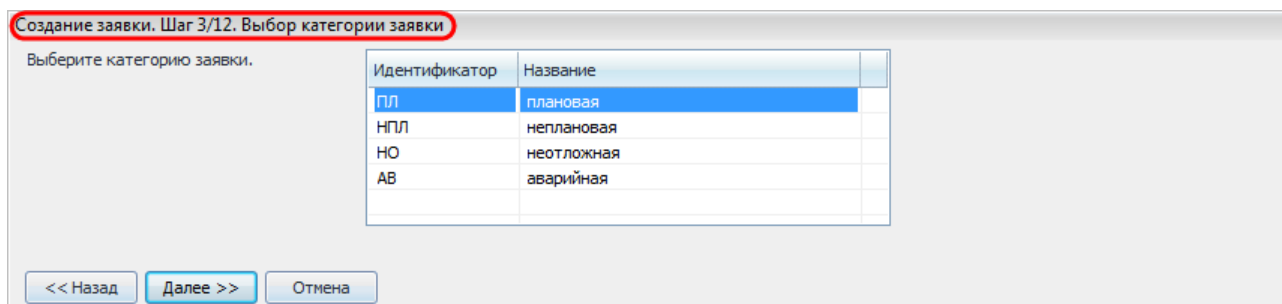 Создание заявки. Шаг 3/12. Выбор категории заявки
Выберите категорию заявки.
Идентификатор Название
ПЛ плановая
НПЛ неплановая
НО неотложная
АВ аварийная
<< Назад Далее >> Отмена